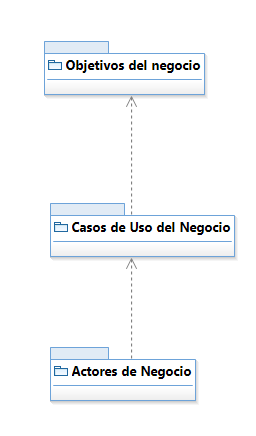 Objetivos del negocio
Casos de Uso del Negocio
Actores de Negocio